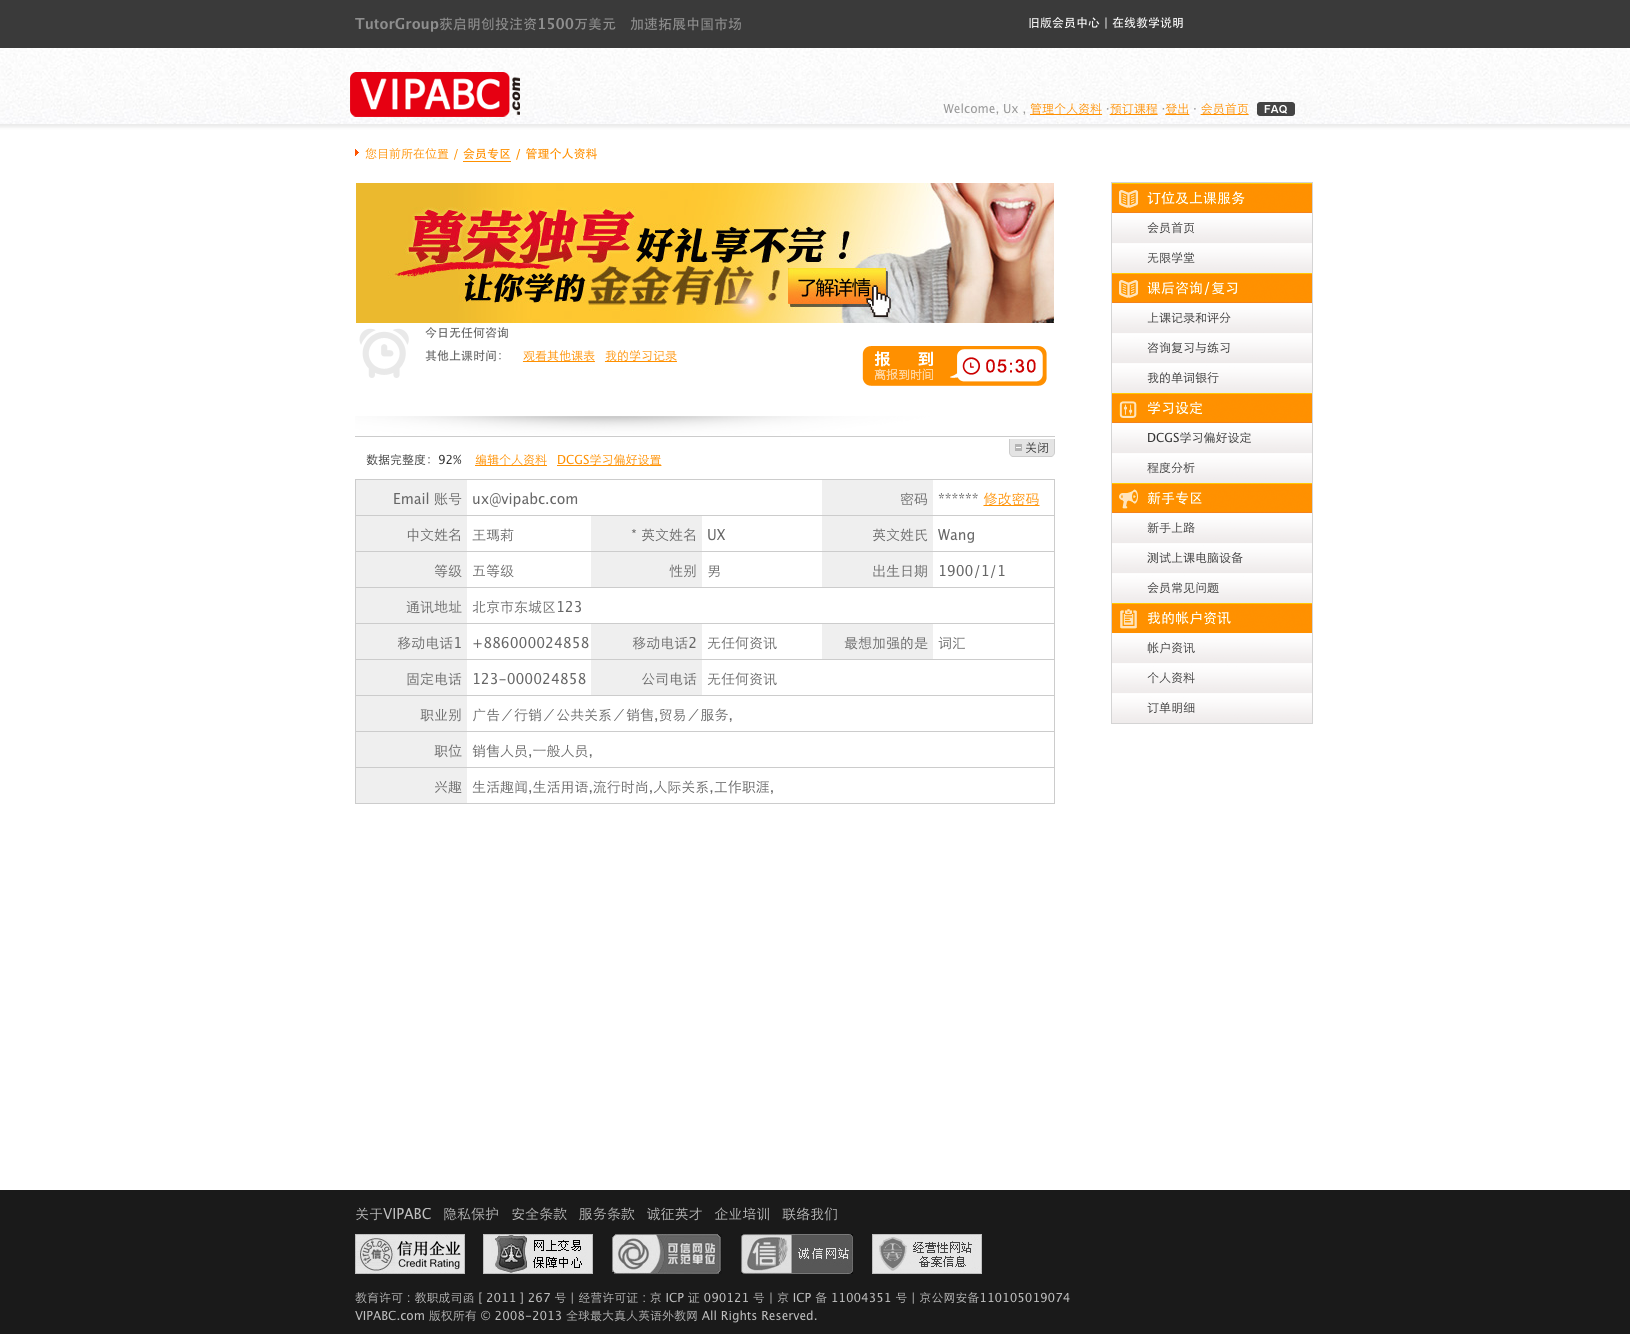 TutorGroup获启明创投注资1500万美元　加速拓展中国市场
旧版会员中心 | 在线教学说明
VIPABC.com
Welcome, Ux , 管理个人资料 ·预订课程 ·登出 · 会员首页 FAQ
您目前所在位置 / 会员专区 / 管理个人资料
尊荣独享 好礼享不完！
让你学的 金金有位！ 了解详情
今日无任何咨询
其他上课时间： 观看其他课表 我的学习记录
报 到
离报到时间
05:30
关闭
数据完整度：92% 编辑个人资料 DCGS学习偏好设置
Email 账号 ux@vipabc.com 密码 ****** 修改密码
中文姓名 王瑪莉 * 英文姓名 UX 英文姓氏 Wang
等级 五等级 性别 男 出生日期 1900/1/1
通讯地址 北京市东城区123
移动电话1 +886000024858 移动电话2 无任何资讯 最想加强的是 词汇
固定电话 123-000024858 公司电话 无任何资讯
职业别 广告／行销／公共关系／销售,贸易／服务,
职位 销售人员,一般人员,
兴趣 生活趣闻,生活用语,流行时尚,人际关系,工作职涯,
订位及上课服务
会员首页
无限学堂
课后咨询/复习
上课记录和评分
咨询复习与练习
我的单词银行
学习设定
DCGS学习偏好设定
程度分析
新手专区
新手上路
测试上课电脑设备
会员常见问题
我的帐户资讯
帐户资讯
个人资料
订单明细
关于VIPABC 隐私保护 安全条款 服务条款 诚征英才 企业培训 联络我们
信 信用企业
Credit Rating
网上交易
保障中心
可信网站
示范单位
信 诚信网站
经营性网站
备案信息
教育许可 : 教职成司函 [ 2011 ] 267 号 | 经营许可证 : 京 ICP 证 090121 号 | 京 ICP 备 11004351 号 | 京公网安备110105019074
VIPABC.com 版权所有 © 2008-2013 全球最大真人英语外教网 All Rights Reserved.